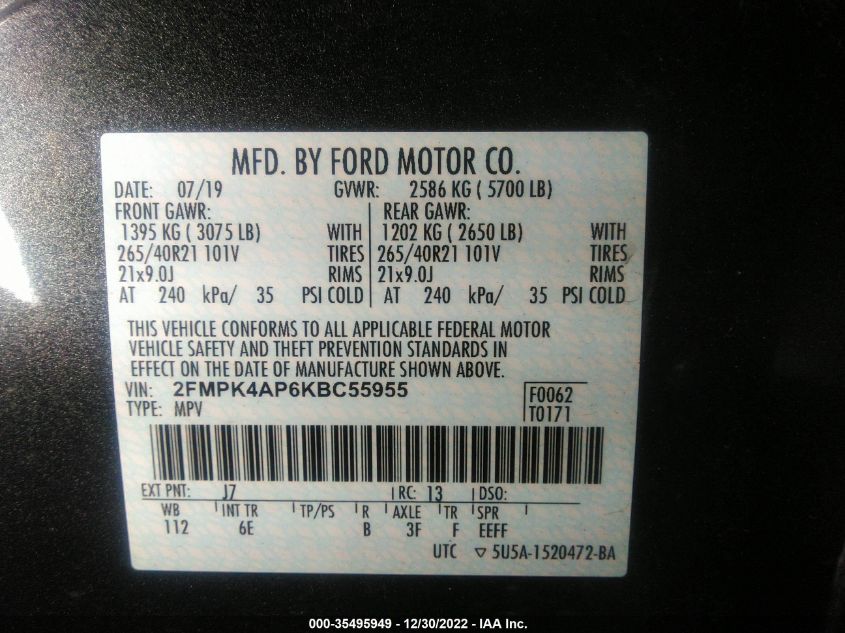 MFD. BY FORD MOTOR CO.
DATE: 07/19 GVWR: 2586 KG ( 5700 LB)
FRONT GAWR: REAR GAWR:
1395 KG ( 3075 LB) WITH 1202 KG ( 2650 LB) WITH
265/40R21 101V TIRES 265/40R21 101V TIRES
21x9.0J RIMS 21x9.0J RIMS
AT 240 kPa/ 35 PSI COLD AT 240 kPa/ 35 PSI COLD
THIS VEHICLE CONFORMS TO ALL APPLICABLE FEDERAL MOTOR
VEHICLE SAFETY AND THEFT PREVENTION STANDARDS IN
EFFECT ON THE DATE OF MANUFACTURE SHOWN ABOVE.
VIN: 2FMPK4AP6KBC55955 F0062
TYPE: MPV T0171
EXT PNT: J7 RC: 13 DSO:
WB INT TR TP/PS R AXLE TR SPR
112 6E B 3F F EEFF
UTC ▽ 5U5A-1520472-BA
000-35495949 - 12/30/2022 - IAA Inc.